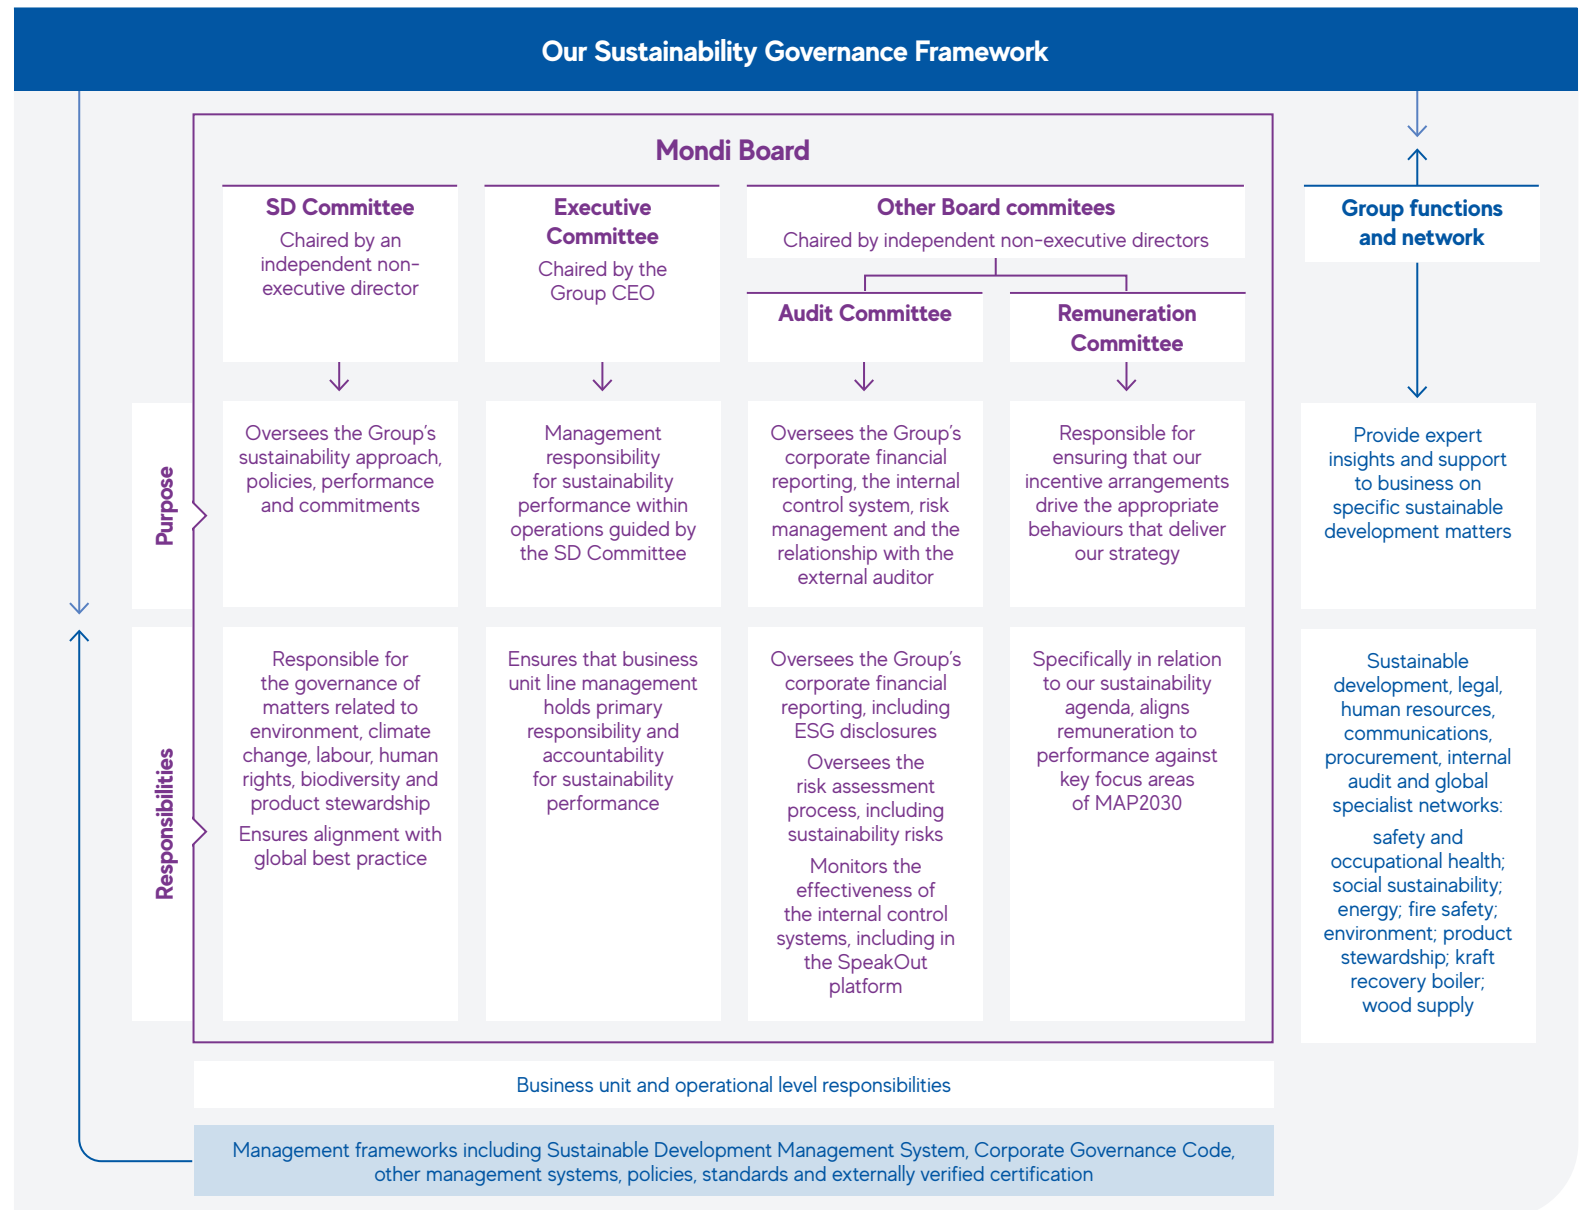 Our Sustainability Governance Framework
Mondi Board
SD Committee
Chaired by an
independent non-
executive director
Executive
Committee
Chaired by the
Group CEO
Other Board commitees
Chaired by independent non-executive directors
Audit Committee
Remuneration
Committee
Group functions
and network
Purpose
Oversees the Group's
sustainability approach,
policies, performance
and commitments
Management
responsibility
for sustainability
performance within
operations guided by
the SD Committee
Oversees the Group's
corporate financial
reporting, the internal
control system, risk
management and the
relationship with the
external auditor
Responsible for
ensuring that our
incentive arrangements
drive the appropriate
behaviours that deliver
our strategy
Provide expert
insights and support
to business on
specific sustainable
development matters
Responsibilities
Responsible for
the governance of
matters related to
environment, climate
change, labour, human
rights, biodiversity and
product stewardship
Ensures alignment with
global best practice
Ensures that business
unit line management
holds primary
responsibility and
accountability
for sustainability
performance
Oversees the Group's
corporate financial
reporting, including
ESG disclosures
Oversees the
risk assessment
process, including
sustainability risks
Monitors the
effectiveness of
the internal control
systems, including in
the SpeakOut
platform
Specifically in relation
to our sustainability
agenda, aligns
remuneration to
performance against
key focus areas
of MAP2030
Sustainable
development, legal,
human resources,
communications,
procurement, internal
audit and global
specialist networks:
safety and
occupational health;
social sustainability;
energy; fire safety;
environment; product
stewardship; kraft
recovery boiler;
wood supply
Business unit and operational level responsibilities
Management frameworks including Sustainable Development Management System, Corporate Governance Code,
other management systems, policies, standards and externally verified certification